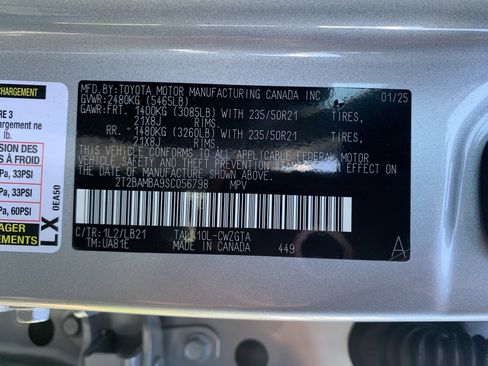 CHARGEMENT
RE 3
chargement ne
lb.
SION DES
S À FROID
Pa, 33PSI
Pa, 33PSI
Pa, 60PSI
AGER
NEMENTS
LX
0EA50
MFD.BY:TOYOTA MOTOR MANUFACTURING CANADA INC 01/25
GVWR:2480KG (5465LB)
GAWR:FRT. 1400KG (3085LB) WITH 235/50R21 TIRES,
21X8J RIMS.
RR. 1480KG (3260LB) WITH 235/50R21 TIRES,
21X8J RIMS.
THIS VEHICLE CONFORMS TO ALL APPLICABLE FEDERAL MOTOR
VEHICLE SAFETY AND THEFT PREVENTION STANDARDS IN EFFECT ON
THE DATE OF MANUFACTURE SHOWN ABOVE.
2T2BAMBA9SC056798 MPV
C/TR:1L2/LB21 TALA10L-CWZGTA
TM:UA81E MADE IN CANADA 449 A